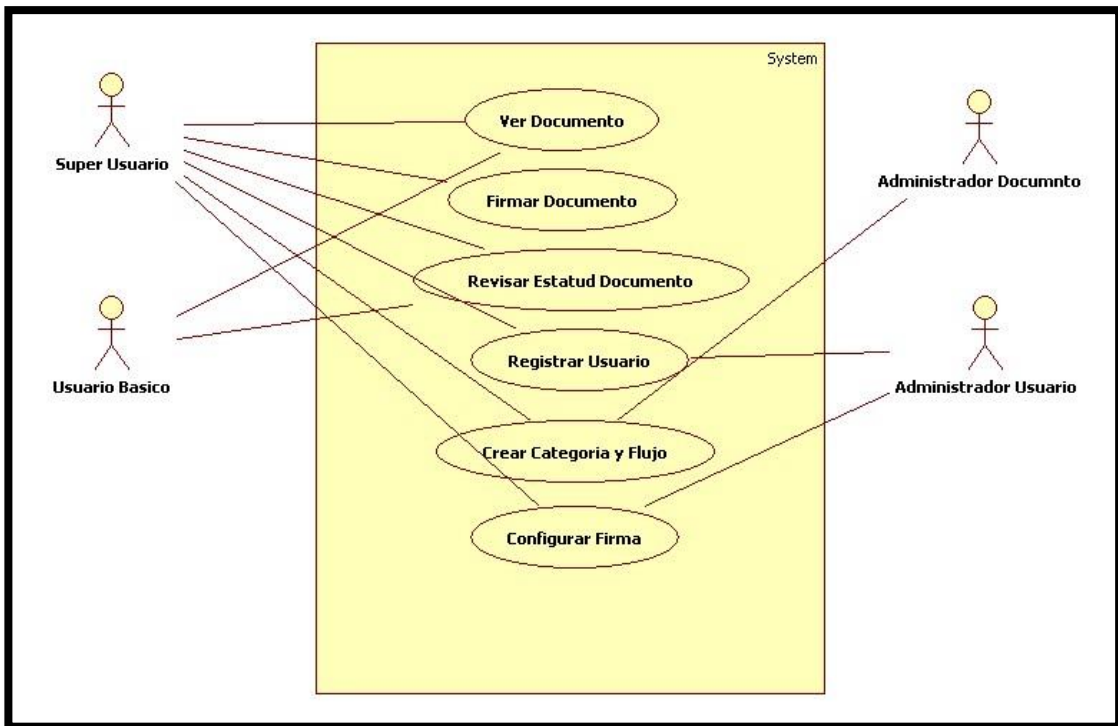 System
Ver Documento
Super Usuario
Administrador Documnto
Firmar Documento
Revisar Estatud Documento
Registrar Usuario
Usuario Basico
Administrador Usuario
Crear Categoria y Flujo
Configurar Firma